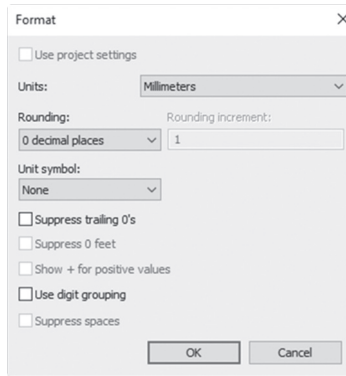 Format
Use project settings
Units: Millimeters
Rounding: Rounding increment:
0 decimal places 1
Unit symbol:
None
Suppress trailing 0's
Suppress 0 feet
Show + for positive values
Use digit grouping
Suppress spaces
OK Cancel